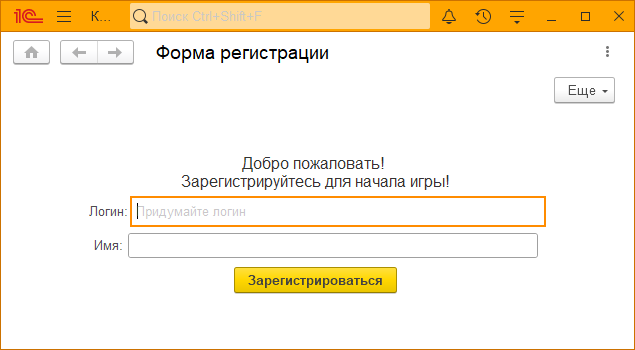 1С К... Поиск Ctrl+Shift+F
Форма регистрации
Еще
Добро пожаловать!
Зарегистрируйтесь для начала игры!
Логин: Придумайте логин
Имя:
Зарегистрироваться